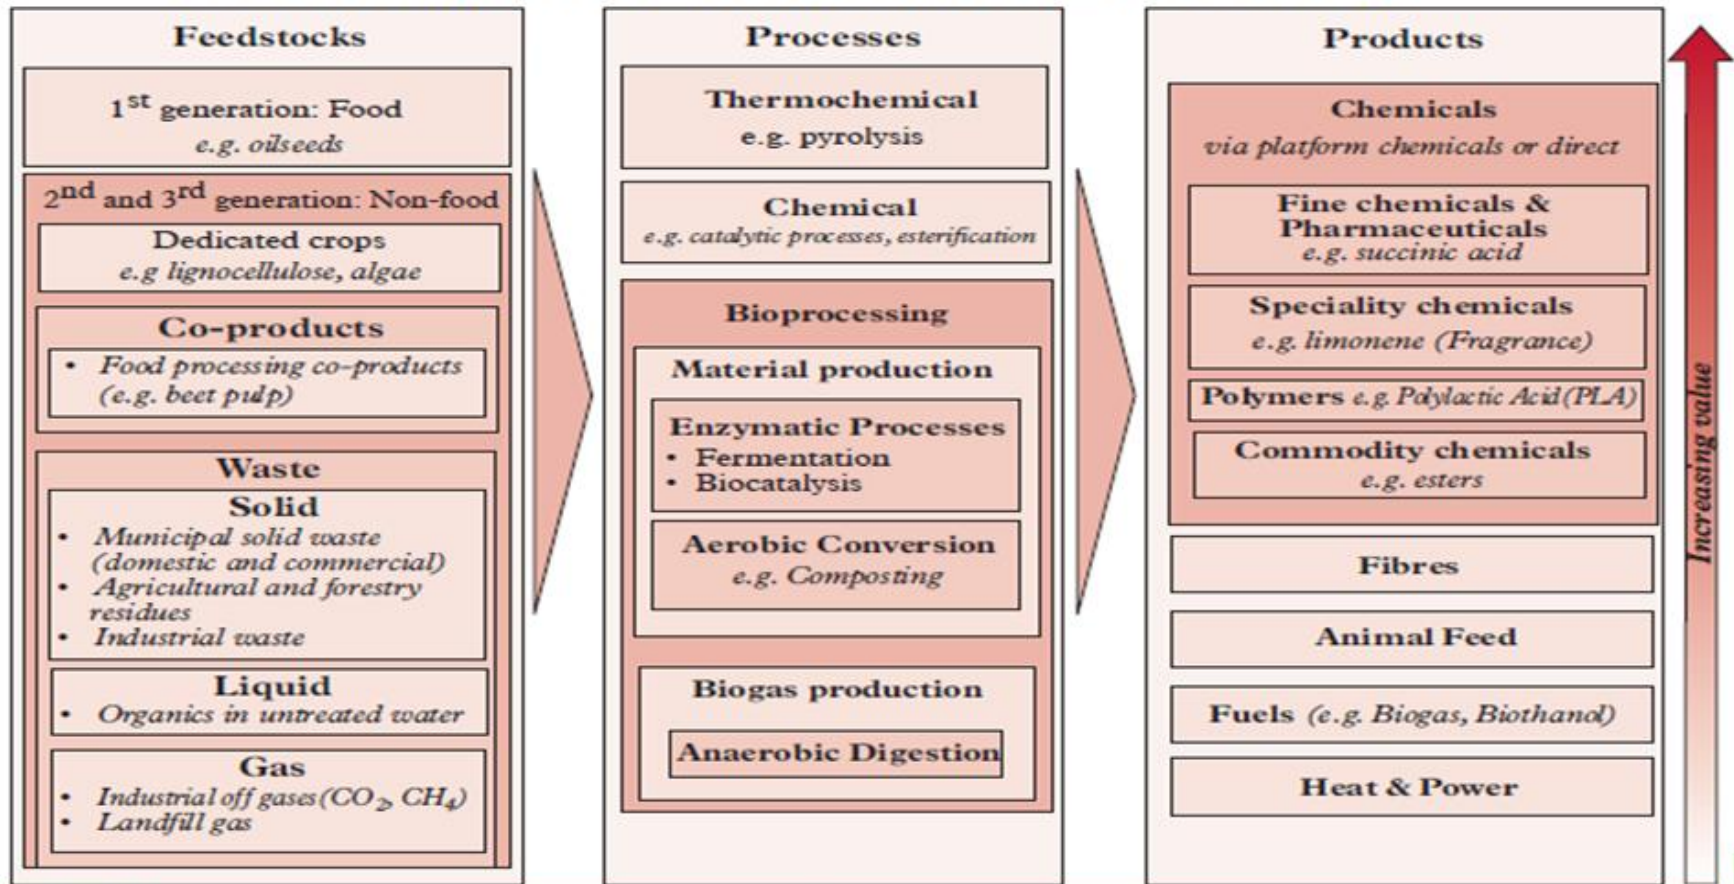 Feedstocks
1st generation: Food
e.g. oilseeds
2nd and 3rd generation: Non-food
Dedicated crops
e.g lignocellulose, algae
Co-products
• Food processing co-products
(e.g. beet pulp)
Waste
Solid
• Municipal solid waste
(domestic and commercial)
• Agricultural and forestry
residues
• Industrial waste
Liquid
• Organics in untreated water
Gas
• Industrial off gases (CO2, CH4)
• Landfill gas
Processes
Thermochemical
e.g. pyrolysis
Chemical
e.g. catalytic processes, esterification
Bioprocessing
Material production
Enzymatic Processes
• Fermentation
• Biocatalysis
Aerobic Conversion
e.g. Composting
Biogas production
Anaerobic Digestion
Products
Chemicals
via platform chemicals or direct
Fine chemicals &
Pharmaceuticals
e.g. succinic acid
Speciality chemicals
e.g. limonene (Fragrance)
Polymers e.g. Polylactic Acid (PLA)
Commodity chemicals
e.g. esters
Fibres
Animal Feed
Fuels (e.g. Biogas, Biothanol)
Heat & Power
Increasing value